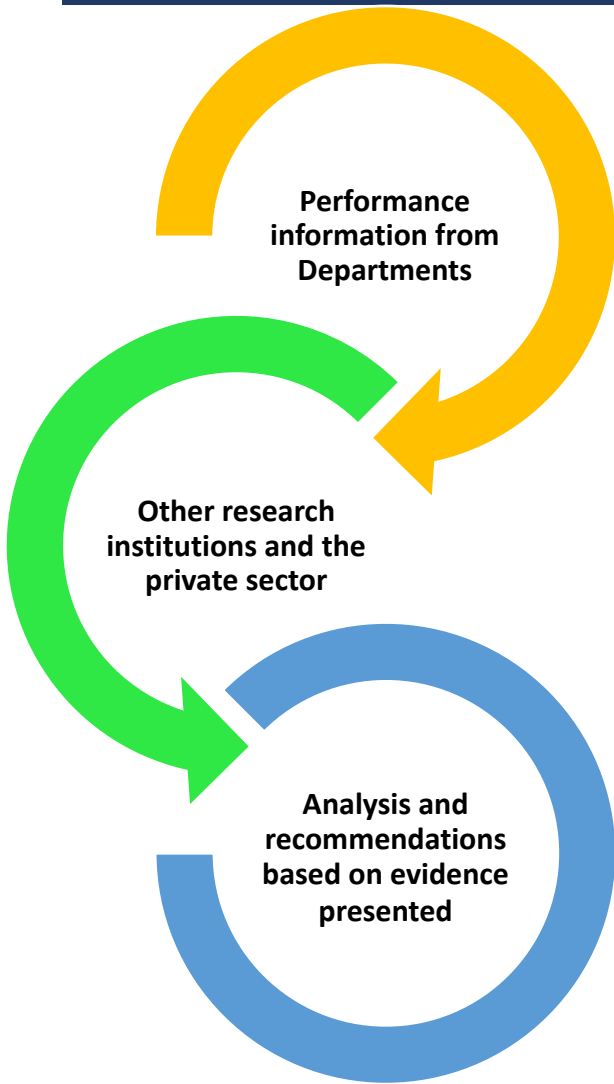 Performance
information from
Departments
Other research
institutions and the
private sector
Analysis and
recommendations
based on evidence
presented